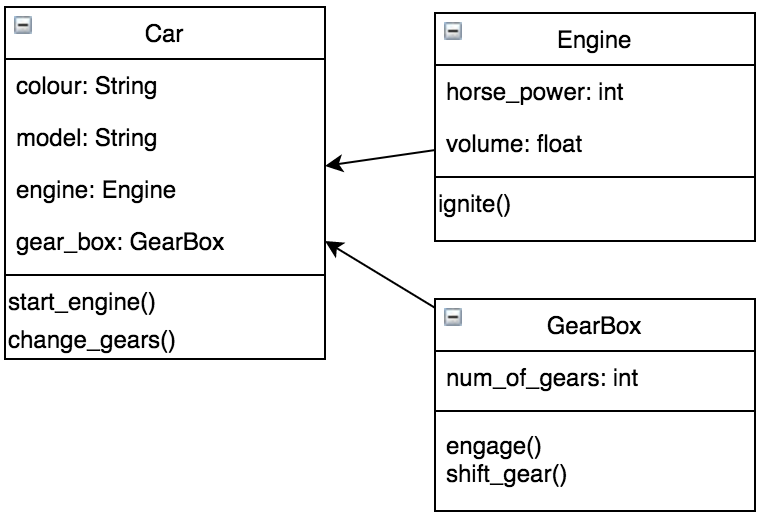 Car
colour: String
model: String
engine: Engine
gear_box: GearBox
start_engine()
change_gears()
Engine
horse_power: int
volume: float
ignite()
GearBox
num_of_gears: int
engage()
shift_gear()